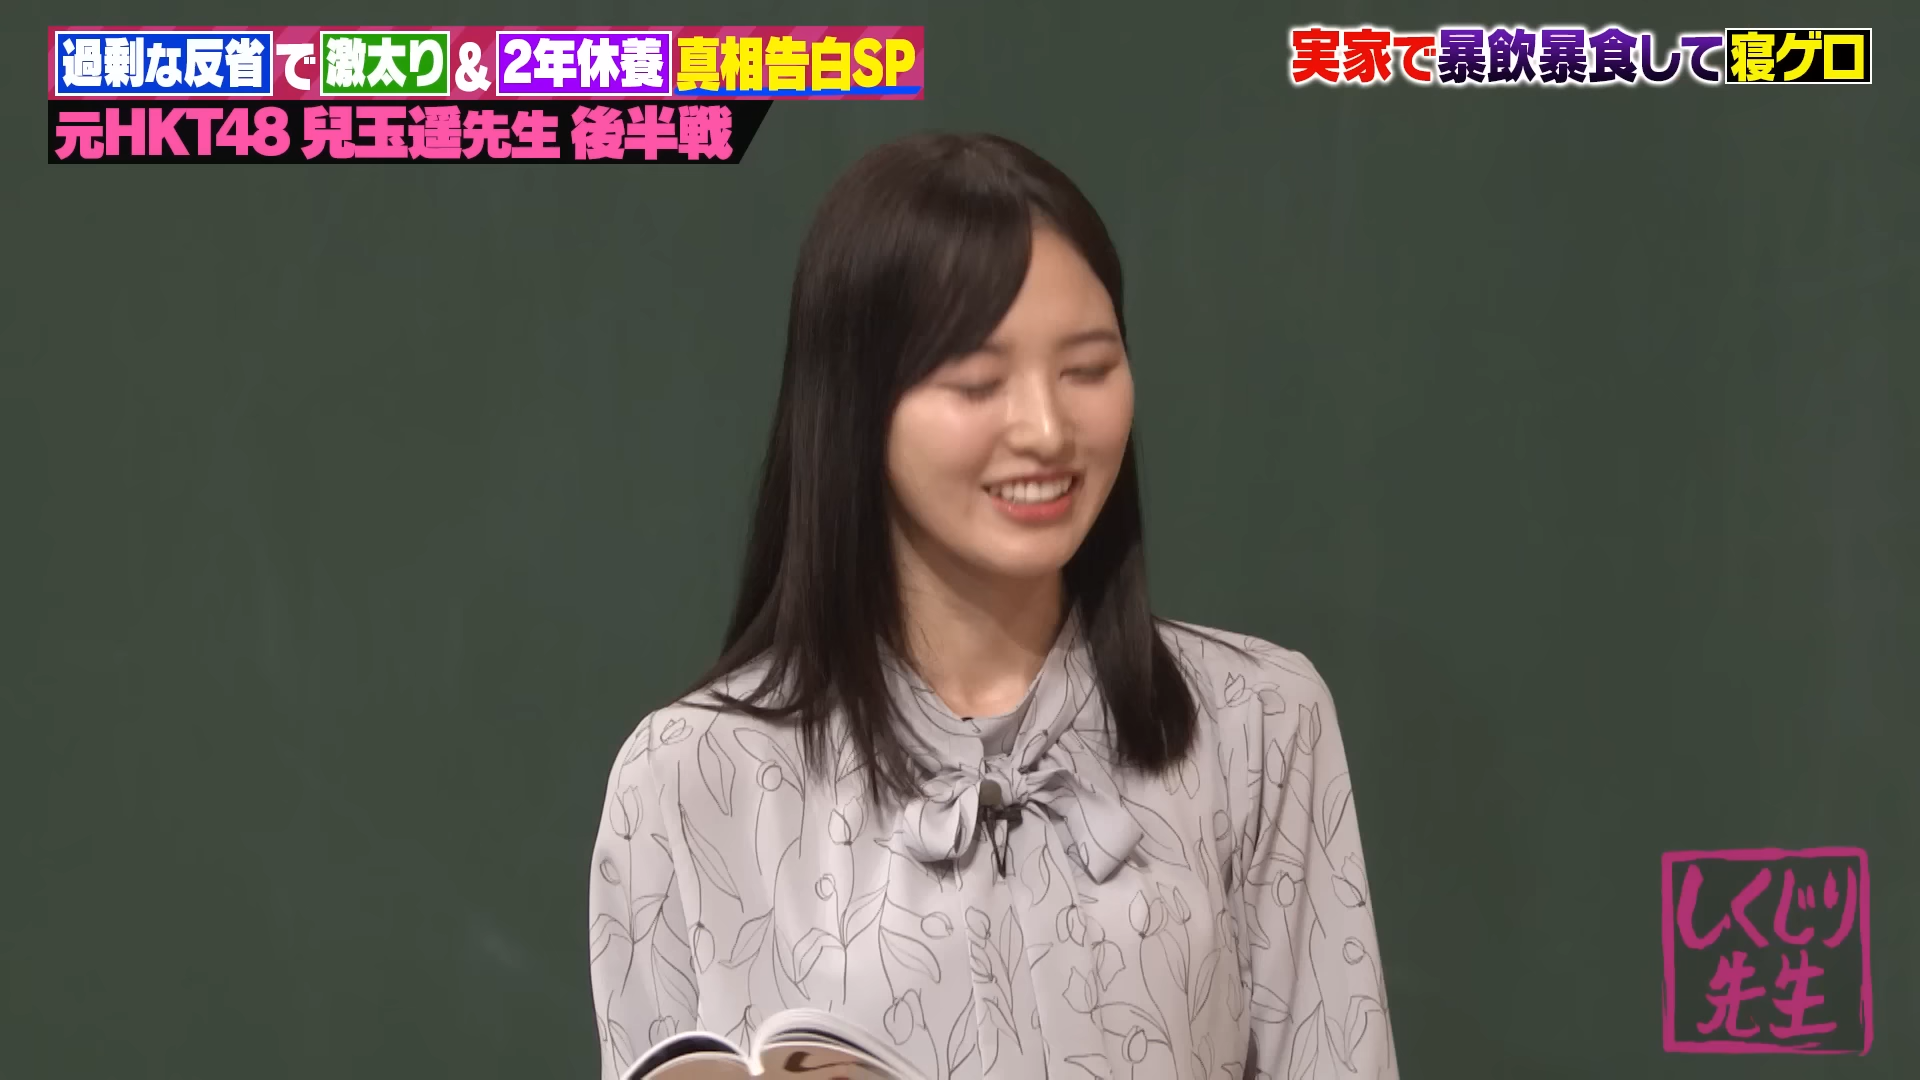 過剰な反省で激太り&2年休養真相告白SP
元HKT48 兒玉遥先生 後半戦
実家で暴飲暴食して寝ゲロ
しくじり
先生